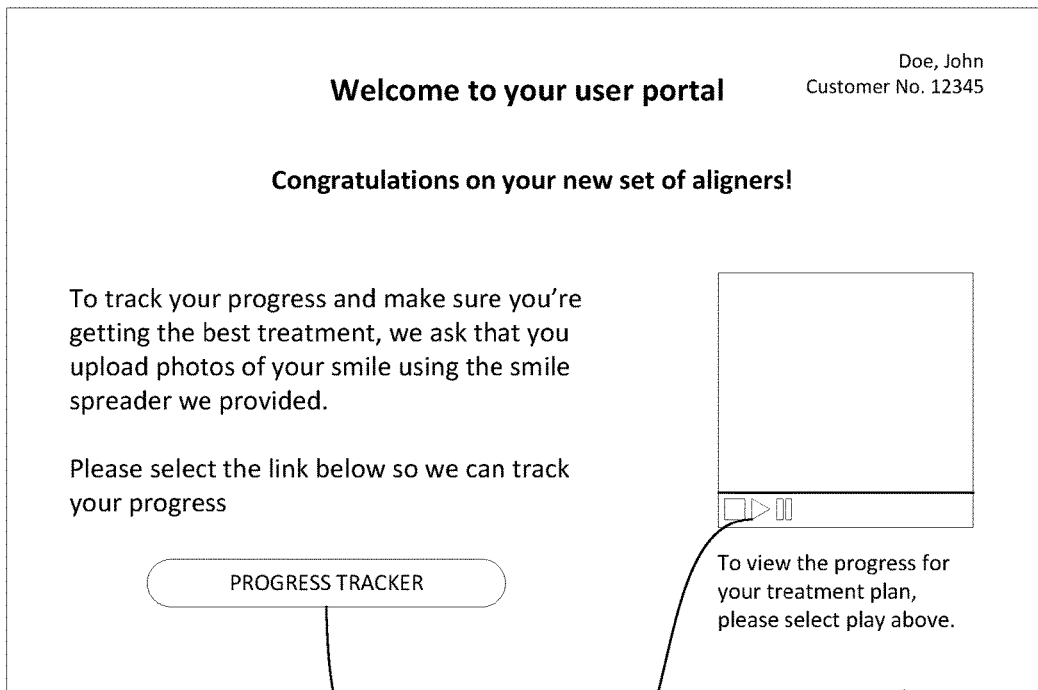 Doe, John
Customer No. 12345
Welcome to your user portal
Congratulations on your new set of aligners!
To track your progress and make sure you're
getting the best treatment, we ask that you
upload photos of your smile using the smile
spreader we provided.
Please select the link below so we can track
your progress
PROGRESS TRACKER
To view the progress for
your treatment plan,
please select play above.